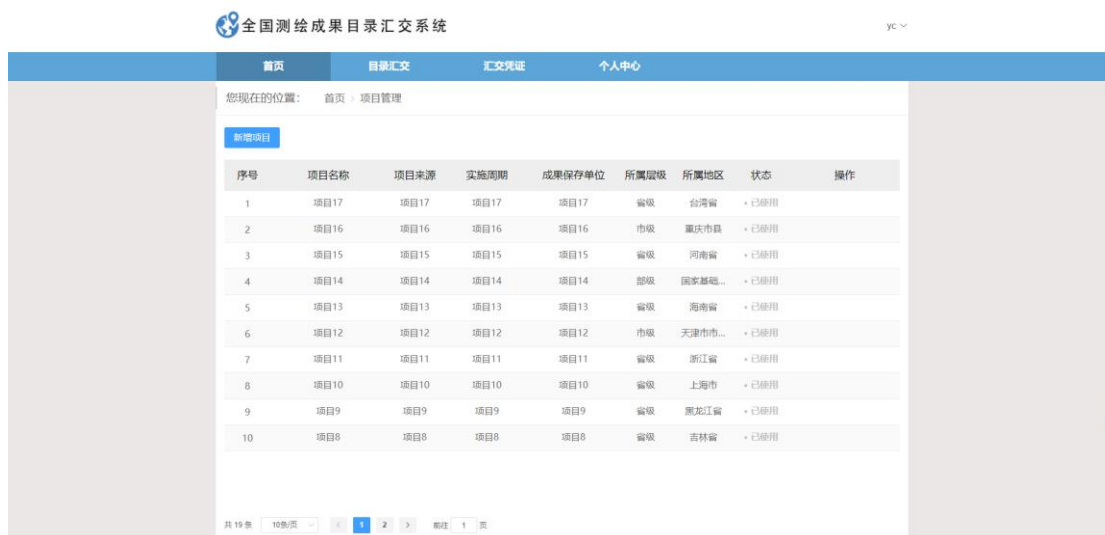 全国测绘成果目录汇交系统
yc
首页 目录汇交 汇交凭证 个人中心
您现在的位置： 首页 > 项目管理
新增项目
序号 项目名称 项目来源 实施周期 成果保存单位 所属层级 所属地区 状态 操作
1 项目17 项目17 项目17 项目17 省级 台湾省 • 已使用
2 项目16 项目16 项目16 项目16 市级 重庆市县 • 已使用
3 项目15 项目15 项目15 项目15 省级 河南省 • 已使用
4 项目14 项目14 项目14 项目14 部级 国家基础... • 已使用
5 项目13 项目13 项目13 项目13 省级 海南省 • 已使用
6 项目12 项目12 项目12 项目12 市级 天津市市... • 已使用
7 项目11 项目11 项目11 项目11 省级 浙江省 • 已使用
8 项目10 项目10 项目10 项目10 省级 上海市 • 已使用
9 项目9 项目9 项目9 项目9 省级 黑龙江省 • 已使用
10 项目8 项目8 项目8 项目8 省级 吉林省 • 已使用
共 19 条 10条/页 < 1 2 > 前往 1 页